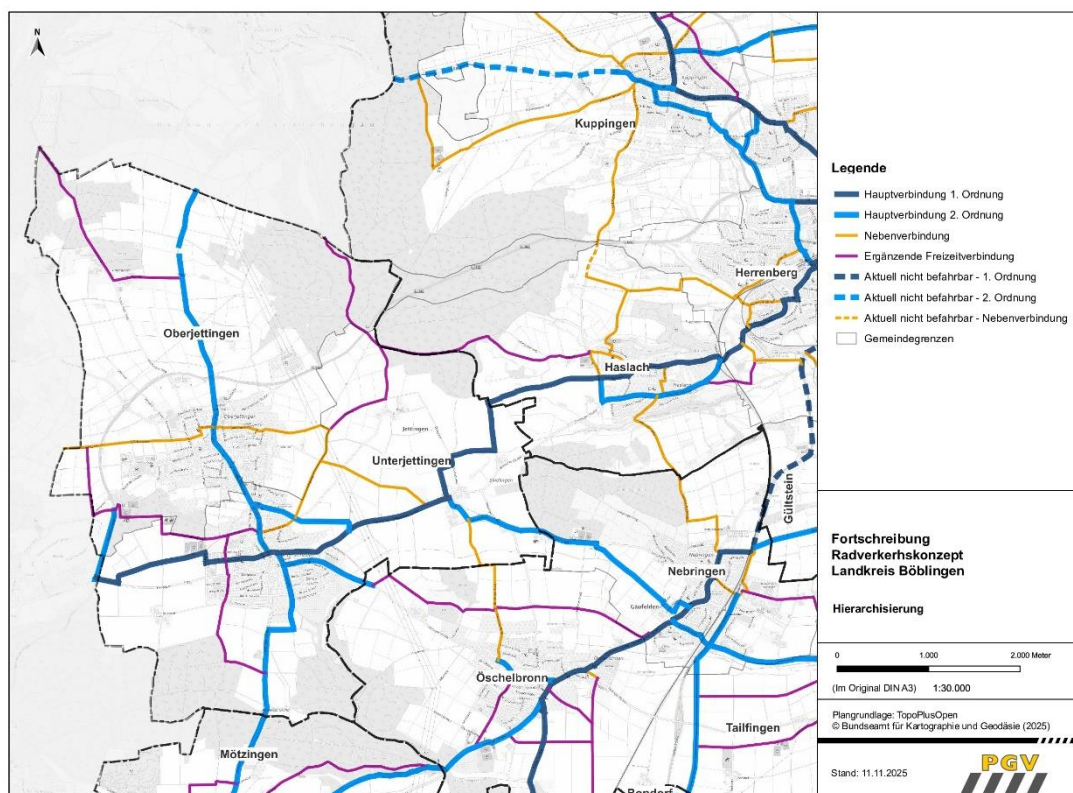 N
Kuppingen
Herrenberg
Oberjettingen
Haslach
Unterjettingen
Gültstein
Nebringen
Öschelbronn
Tailfingen
Mötzingen
Bondorf
Legende
Hauptverbindung 1. Ordnung
Hauptverbindung 2. Ordnung
Nebenverbindung
Ergänzende Freizeitverbindung
Aktuell nicht befahrbar - 1. Ordnung
Aktuell nicht befahrbar - 2. Ordnung
Aktuell nicht befahrbar - Nebenverbindung
Gemeindegrenzen
Fortschreibung
Radverkerhskonzept
Landkreis Böblingen
Hierarchisierung
0 1.000 2.000 Meter
(Im Original DIN A3) 1:30.000
Plangrundlage: TopoPlusOpen
© Bundesamt für Kartographie und Geodäsie (2025)
Stand: 11.11.2025
PGV